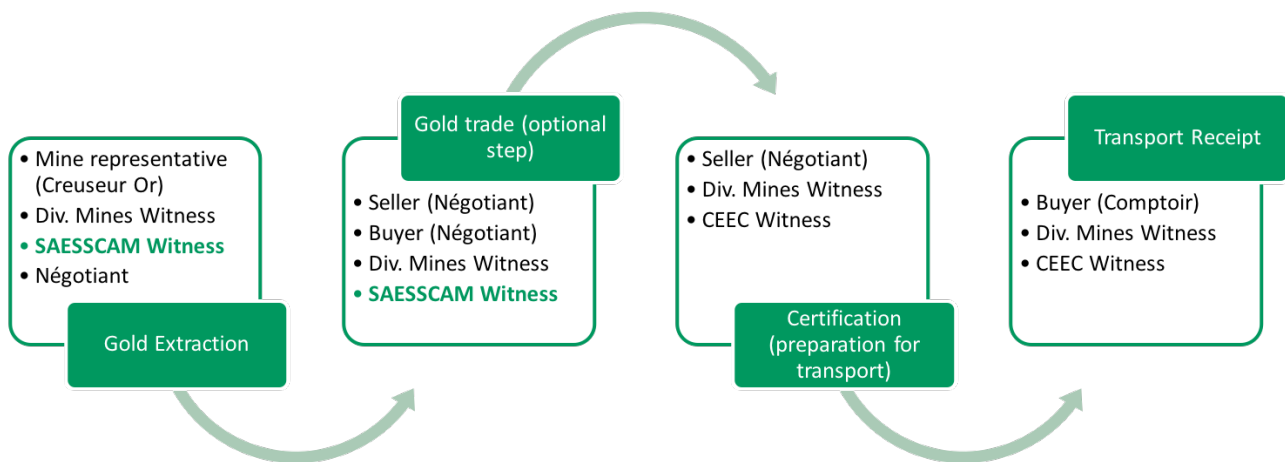 • Mine representative
(Creuseur Or)
• Div. Mines Witness
• SAESSCAM Witness
• Négotiant
Gold Extraction
Gold trade (optional
step)
• Seller (Négotiant)
• Buyer (Négotiant)
• Div. Mines Witness
• SAESSCAM Witness
• Seller (Négotiant)
• Div. Mines Witness
• CEEC Witness
Certification
(preparation for
transport)
Transport Receipt
• Buyer (Comptoir)
• Div. Mines Witness
• CEEC Witness